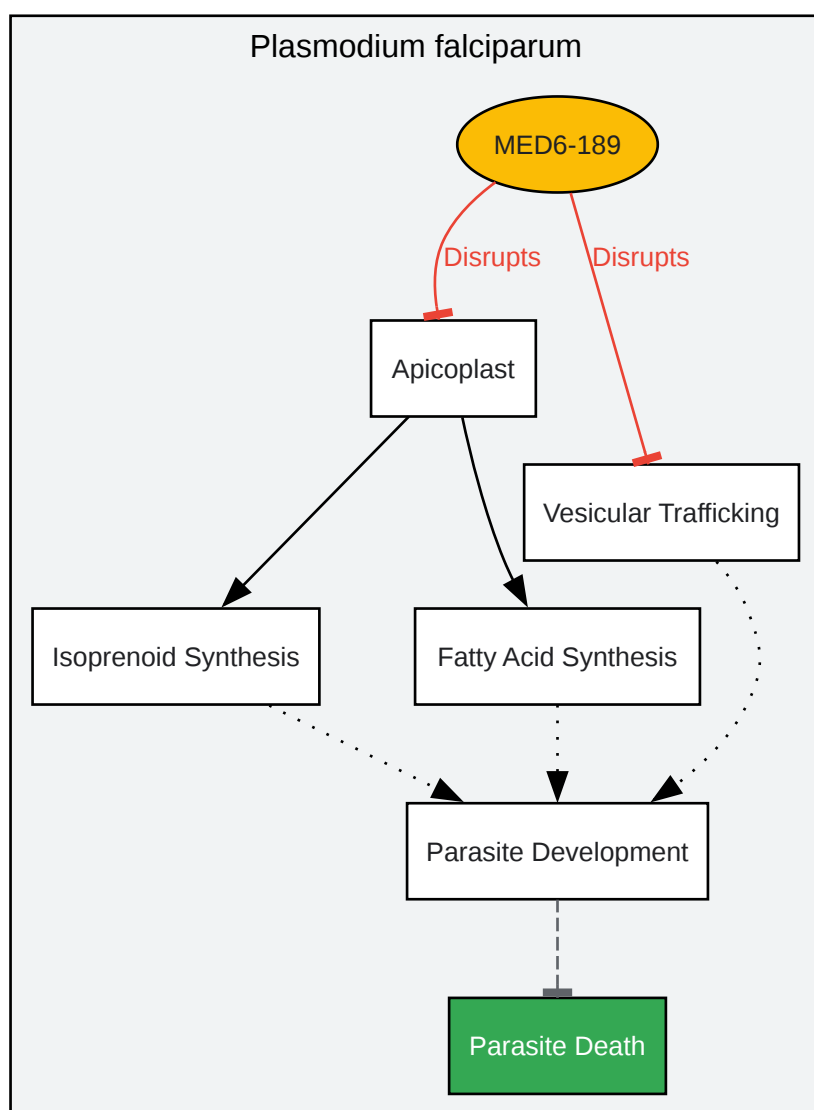 Plasmodium falciparum
MED6-189
Disrupts
Disrupts
Apicoplast
Vesicular Trafficking
Isoprenoid Synthesis
Fatty Acid Synthesis
Parasite Development
Parasite Death